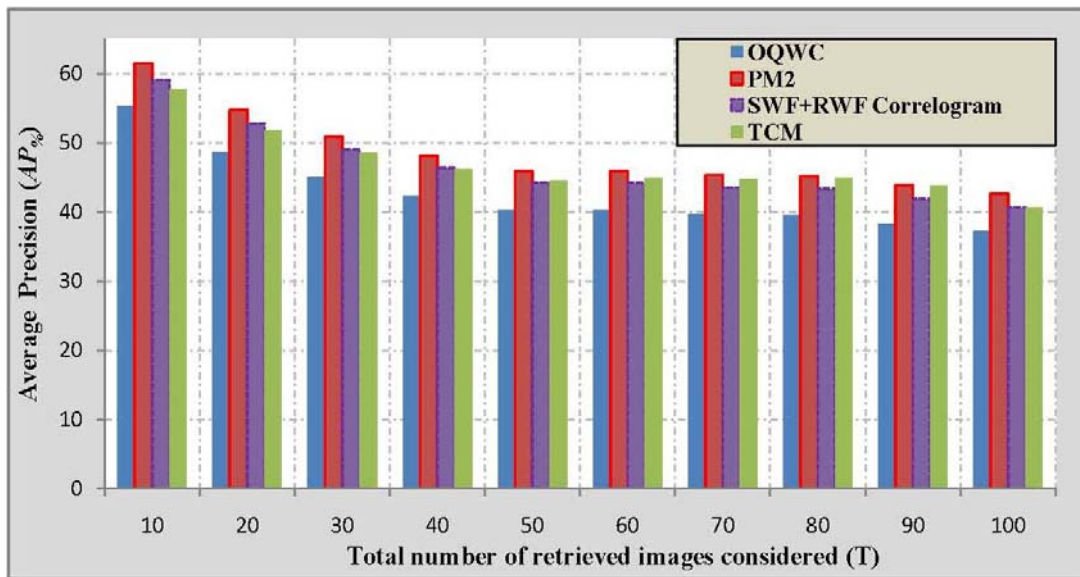 OQWC
PM2
SWF+RWF Correlogram
TCM
Average Precision (AP%)
60
50
40
30
20
10
0
10 20 30 40 50 60 70 80 90 100
Total number of retrieved images considered (T)